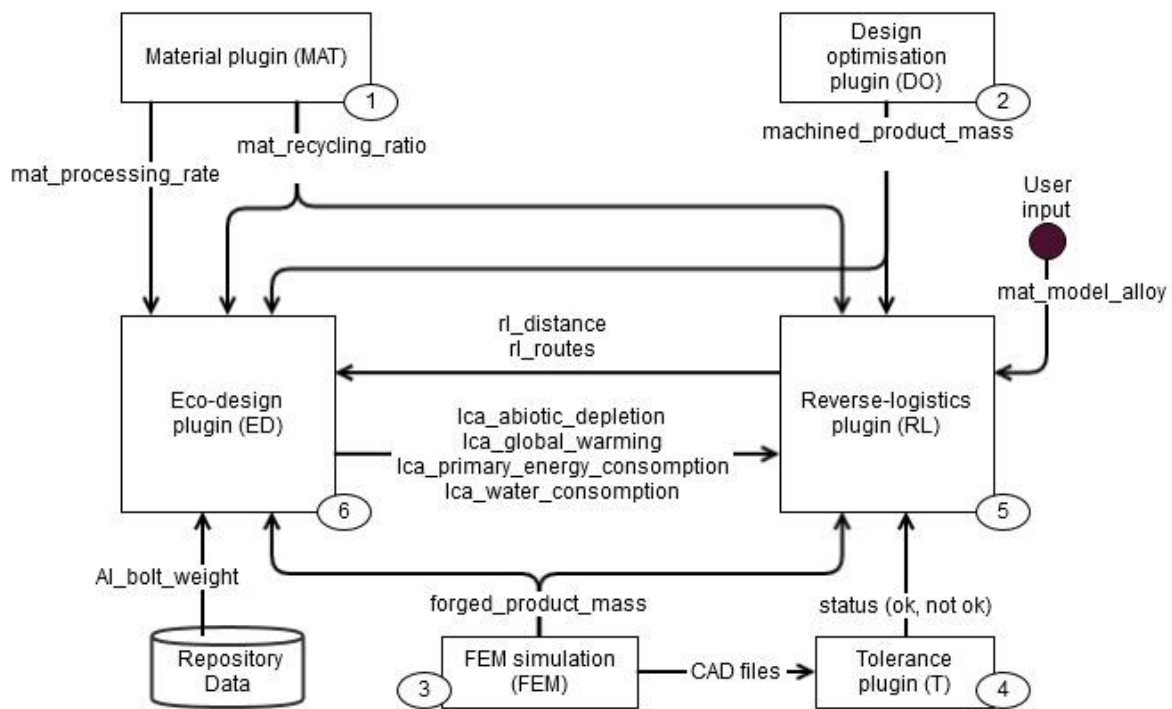 Material plugin (MAT)
1
Design
optimisation
plugin (DO)
2
mat_processing_rate
mat_recycling_ratio
machined_product_mass
User
input
mat_model_alloy
rl_distance
rl_routes
Eco-design
plugin (ED)
6
lca_abiotic_depletion
lca_global_warming
lca_primary_energy_consomption
lca_water_consomption
Reverse-logistics
plugin (RL)
5
Al_bolt_weight
forged_product_mass
status (ok, not ok)
Repository
Data
3
FEM simulation
(FEM)
CAD files
Tolerance
plugin (T)
4